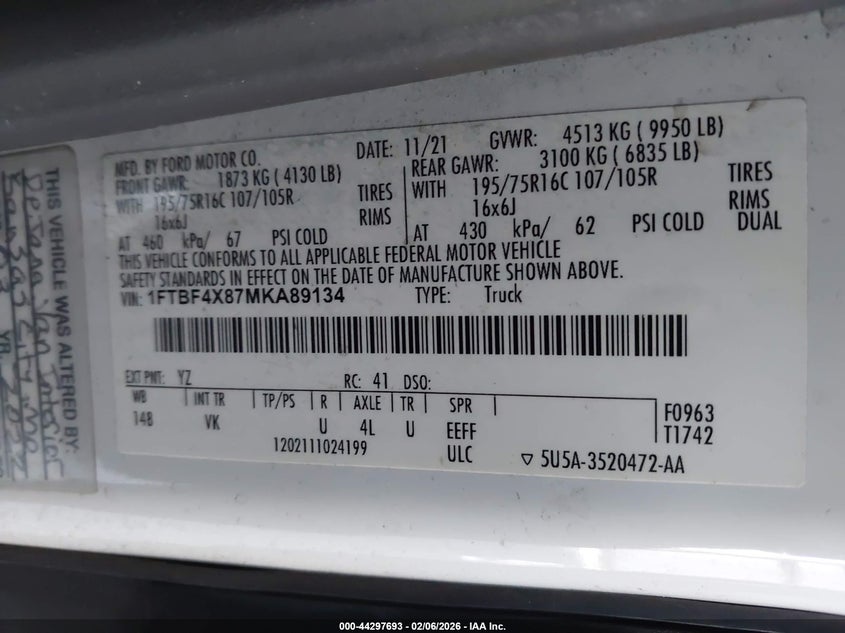 MFD. BY FORD MOTOR CO.
DATE: 11/21 GVWR: 4513 KG ( 9950 LB)
FRONT GAWR: 1873 KG ( 4130 LB)
WITH 195/75R16C 107/105R TIRES
16x6J RIMS
AT 460 kPa/ 67 PSI COLD
REAR GAWR: 3100 KG ( 6835 LB)
WITH 195/75R16C 107/105R TIRES
16x6J RIMS
AT 430 kPa/ 62 PSI COLD DUAL
THIS VEHICLE CONFORMS TO ALL APPLICABLE FEDERAL MOTOR VEHICLE
SAFETY STANDARDS IN EFFECT ON THE DATE OF MANUFACTURE SHOWN ABOVE.
VIN: 1FTBF4X87MKA89134 TYPE: Truck
EXT PNT: YZ RC: 41 DSO:
WB INT TR TP/PS R AXLE TR SPR
148 VK U 4L U EEFF
1202111024199 ULC
F0963
T1742
5U5A-3520472-AA
THIS VEHICLE WAS ALTERED BY:
000-44297693 - 02/06/2026 - IAA Inc.